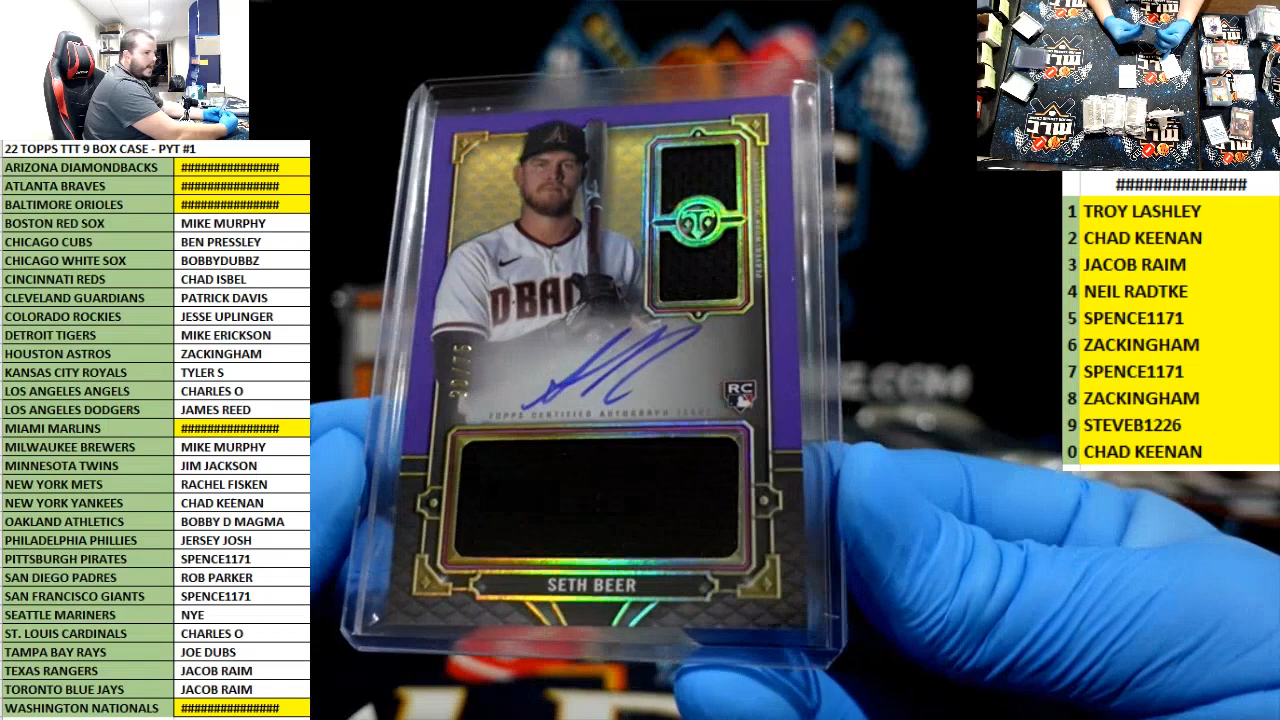 22 TOPPS TTT 9 BOX CASE - PYT #1
ARIZONA DIAMONDBACKS ###############
ATLANTA BRAVES ###############
BALTIMORE ORIOLES ###############
BOSTON RED SOX MIKE MURPHY
CHICAGO CUBS BEN PRESSLEY
CHICAGO WHITE SOX BOBBYDUBBZ
CINCINNATI REDS CHAD ISBEL
CLEVELAND GUARDIANS PATRICK DAVIS
COLORADO ROCKIES JESSE UPLINGER
DETROIT TIGERS MIKE ERICKSON
HOUSTON ASTROS ZACKINGHAM
KANSAS CITY ROYALS TYLER S
LOS ANGELES ANGELS CHARLES O
LOS ANGELES DODGERS JAMES REED
MIAMI MARLINS ###############
MILWAUKEE BREWERS MIKE MURPHY
MINNESOTA TWINS JIM JACKSON
NEW YORK METS RACHEL FISKEN
NEW YORK YANKEES CHAD KEENAN
OAKLAND ATHLETICS BOBBY D MAGMA
PHILADELPHIA PHILLIES JERSEY JOSH
PITTSBURGH PIRATES SPENCE1171
SAN DIEGO PADRES ROB PARKER
SAN FRANCISCO GIANTS SPENCE1171
SEATTLE MARINERS NYE
ST. LOUIS CARDINALS CHARLES O
TAMPA BAY RAYS JOE DUBS
TEXAS RANGERS JACOB RAIM
TORONTO BLUE JAYS JACOB RAIM
WASHINGTON NATIONALS ###############
D-BAC
TOPPS CERTIFIED AUTOGRAPH ISSUE
RC
SETH BEER
.COM
##############
1 TROY LASHLEY
2 CHAD KEENAN
3 JACOB RAIM
4 NEIL RADTKE
5 SPENCE1171
6 ZACKINGHAM
7 SPENCE1171
8 ZACKINGHAM
9 STEVEB1226
0 CHAD KEENAN